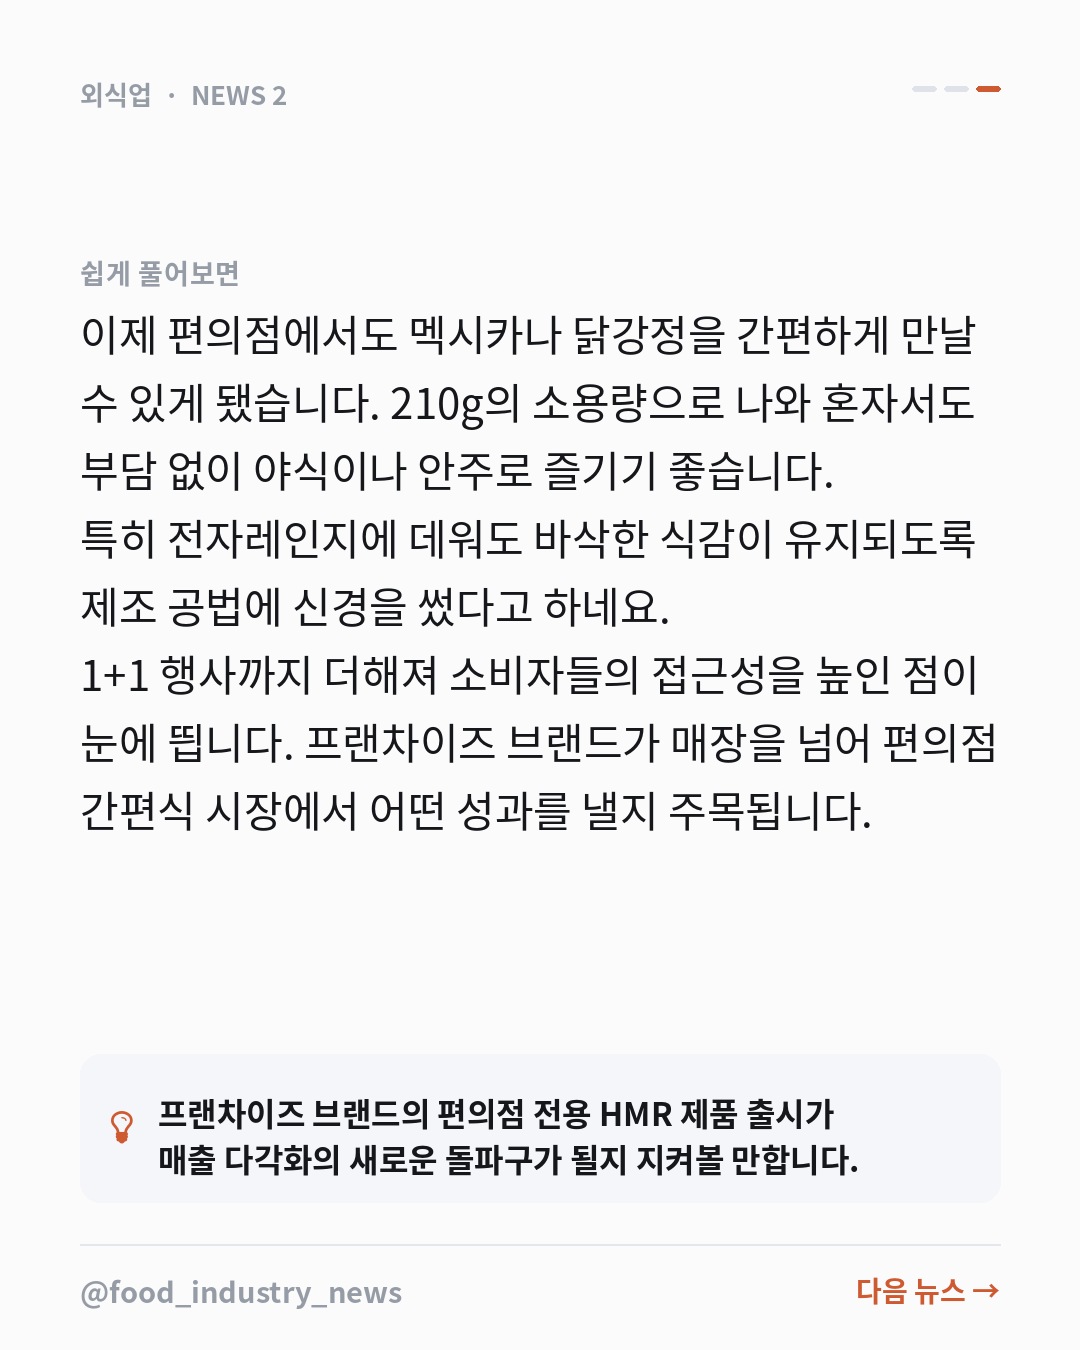 외식업 · NEWS 2
쉽게 풀어보면
이제 편의점에서도 멕시카나 닭강정을 간편하게 만날
수 있게 됐습니다. 210g의 소용량으로 나와 혼자서도
부담 없이 야식이나 안주로 즐기기 좋습니다.
특히 전자레인지에 데워도 바삭한 식감이 유지되도록
제조 공법에 신경을 썼다고 하네요.
1+1 행사까지 더해져 소비자들의 접근성을 높인 점이
눈에 띕니다. 프랜차이즈 브랜드가 매장을 넘어 편의점
간편식 시장에서 어떤 성과를 낼지 주목됩니다.
프랜차이즈 브랜드의 편의점 전용 HMR 제품 출시가
매출 다각화의 새로운 돌파구가 될지 지켜볼 만합니다.
@food_industry_news
다음 뉴스 →